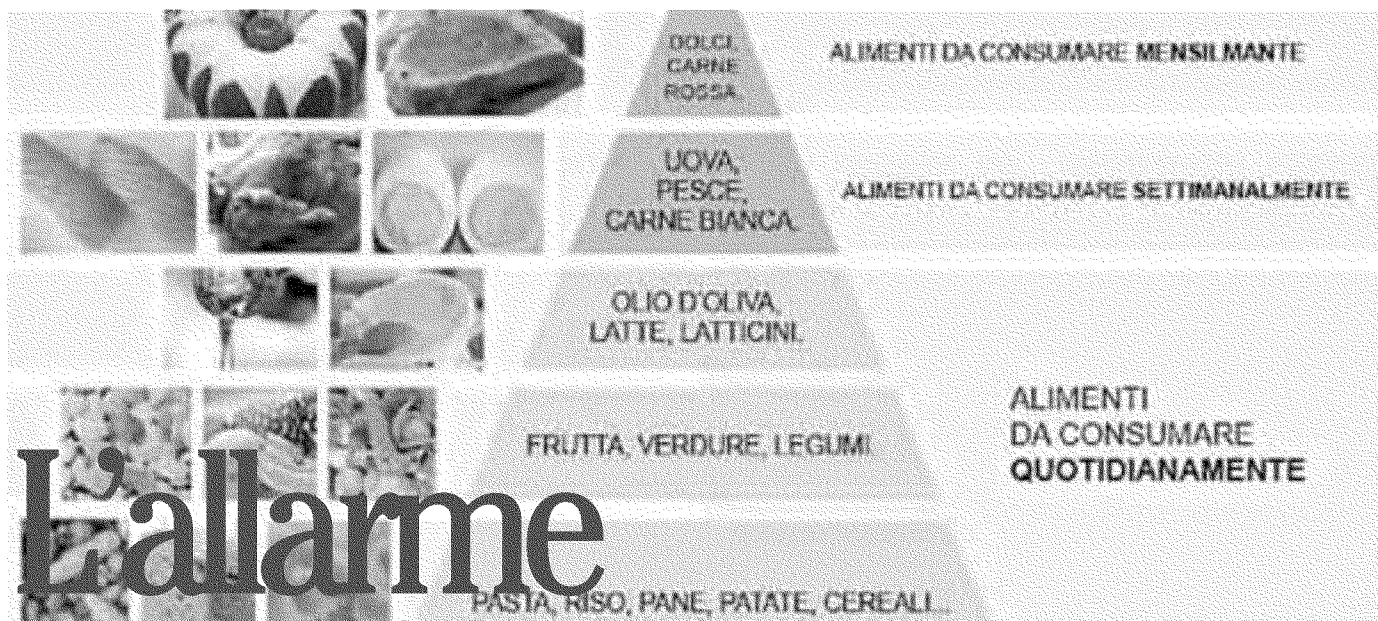 DOLCI,
CARNE
ROSSA.
ALIMENTI DA CONSUMARE MENSILMANTE
UOVA,
PESCE,
CARNE BIANCA.
ALIMENTI DA CONSUMARE SETTIMANALMENTE
OLIO D'OLIVA,
LATTE, LATTICINI.
FRUTTA, VERDURE, LEGUMI.
ALIMENTI
DA CONSUMARE
QUOTIDIANAMENTE
L'allarme
PASTA, RISO, PANE, PATATE, CEREALI...